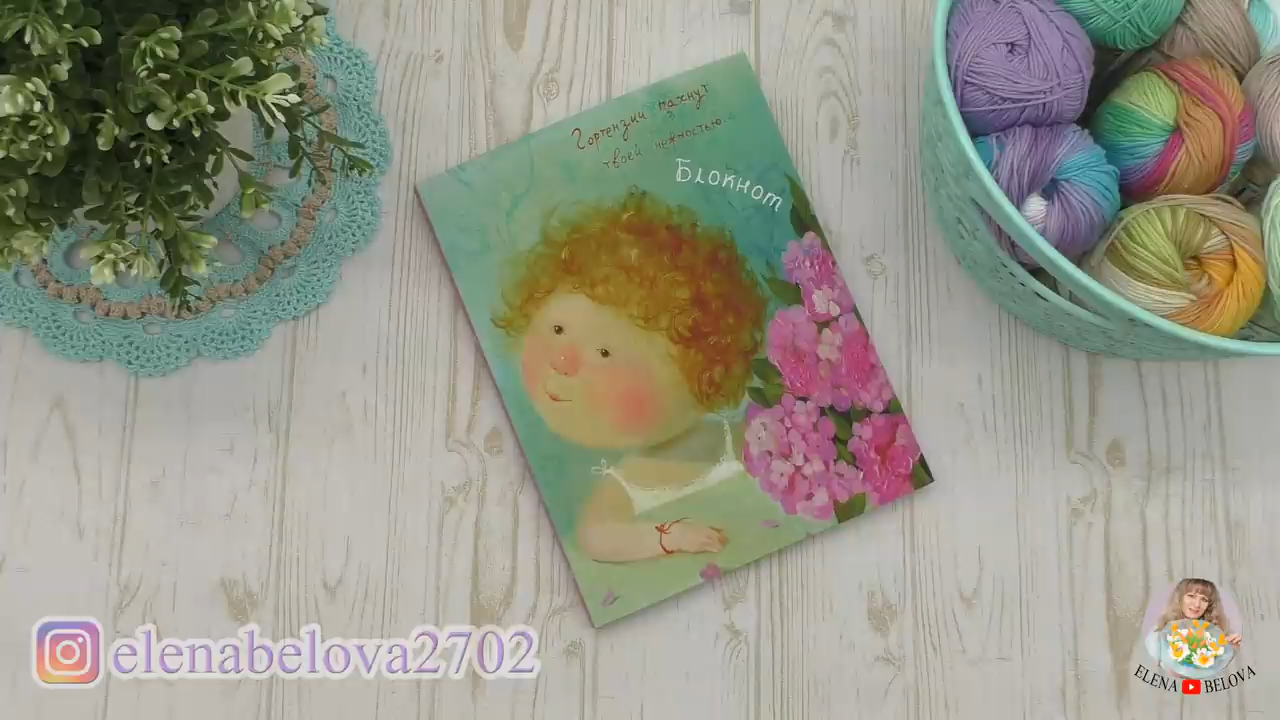 Гортензии пахнут
твоей нежностью...
Блокнот
elenabelova2702
ELENA BELOVA